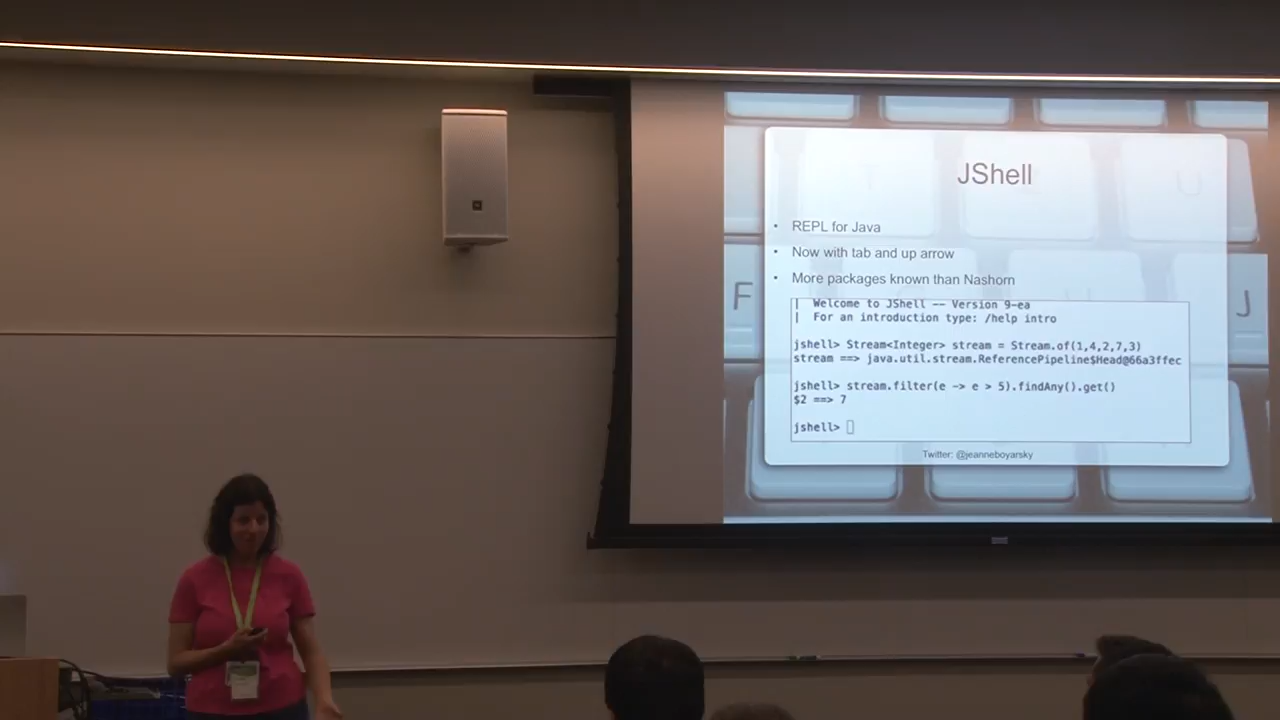 JShell
• REPL for Java
• Now with tab and up arrow
• More packages known than Nashorn
| Welcome to JShell -- Version 9-ea
| For an introduction type: /help intro
jshell> Stream<Integer> stream = Stream.of(1,4,2,7,3)
stream ==> java.util.stream.ReferencePipeline$Head@66a3ffec
jshell> stream.filter(e -> e > 5).findAny().get()
$2 ==> 7
jshell>
Twitter: @jeanneboyarsky
F
J
U